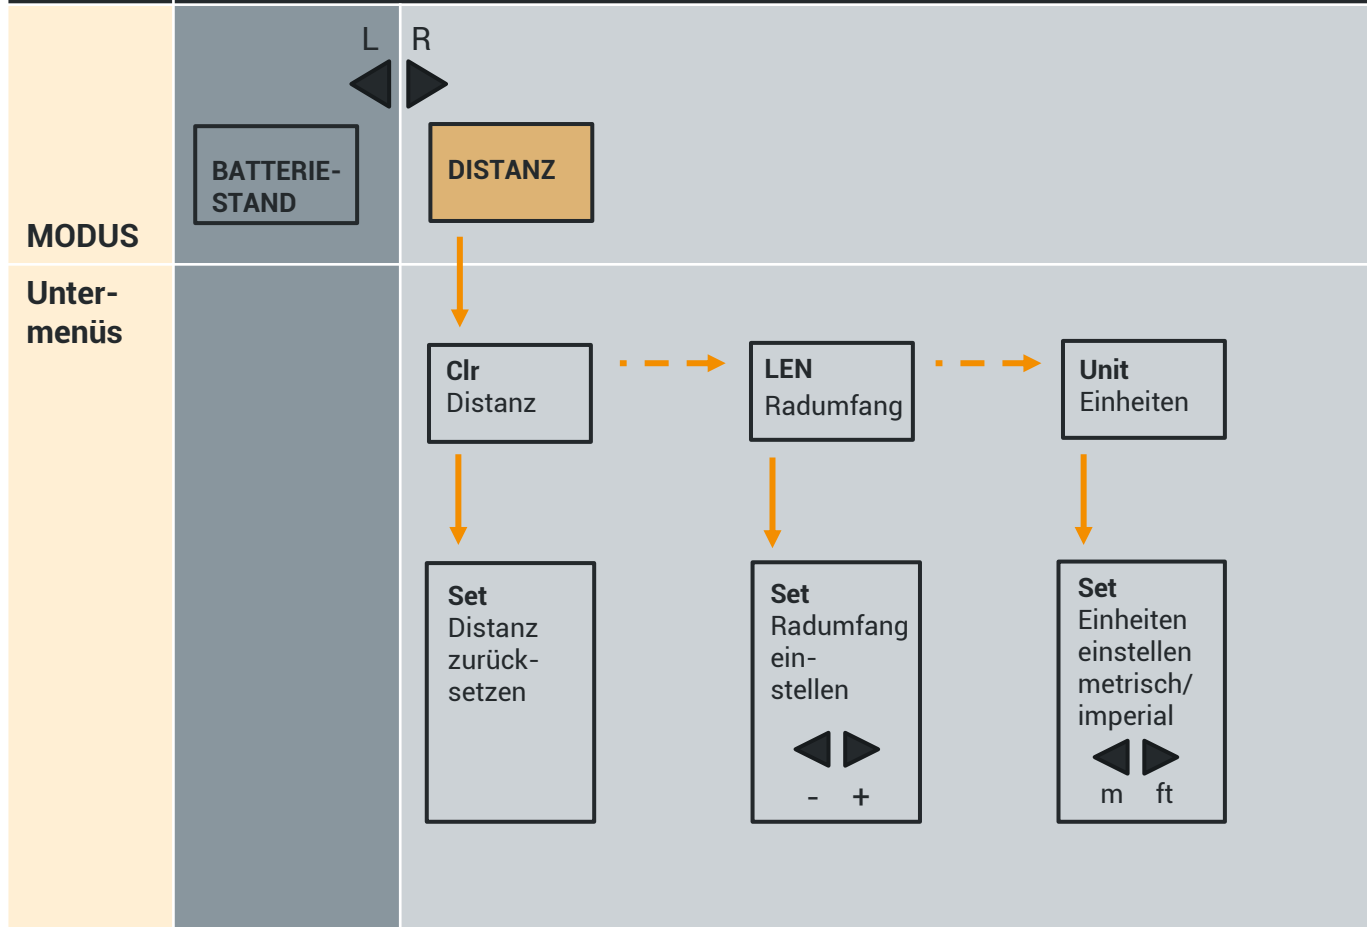 L R
BATTERIE-
STAND
DISTANZ
MODUS
Unter-
menüs
Clr
Distanz
LEN
Radumfang
Unit
Einheiten
Set
Distanz
zurück-
setzen
Set
Radumfang
ein-
stellen
- +
Set
Einheiten
einstellen
metrisch/
imperial
m ft